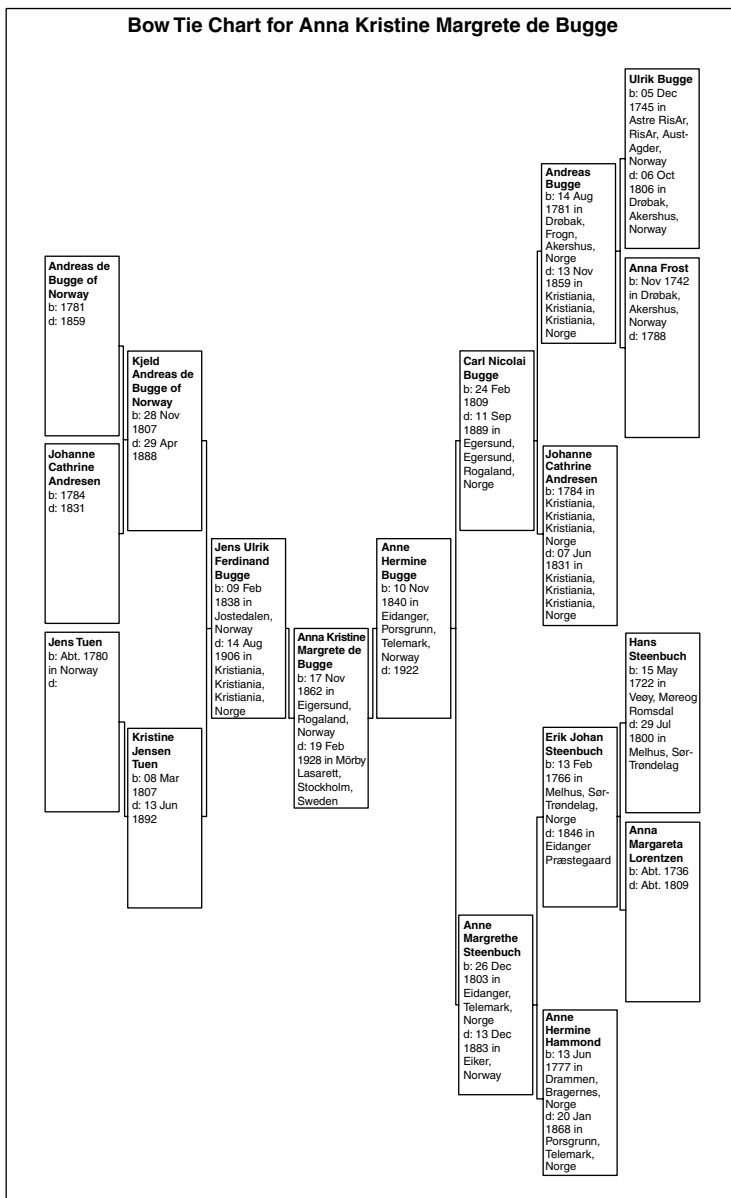 Bow Tie Chart for Anna Kristine Margrete de Bugge
Andreas de
Bugge of
Norway
b: 1781
d: 1859
Johanne
Cathrine
Andresen
b: 1784
d: 1831
Jens Tuen
b: Abt. 1780
in Norway
d:
Kjeld
Andreas de
Bugge of
Norway
b: 28 Nov
1807
d: 29 Apr
1888
Kristine
Jensen
Tuen
b: 08 Mar
1807
d: 13 Jun
1892
Jens Ulrik
Ferdinand
Bugge
b: 09 Feb
1838 in
Jostedalen,
Norway
d: 14 Aug
1906 in
Kristiania,
Kristiania,
Kristiania,
Norge
Anna Kristine
Margrete de
Bugge
b: 17 Nov
1862 in
Eigersund,
Rogaland,
Norway
d: 19 Feb
1928 in Mörby
Lasarett,
Stockholm,
Sweden
Anne
Hermine
Bugge
b: 10 Nov
1840 in
Eidanger,
Porsgrunn,
Telemark,
Norway
d: 1922
Carl Nicolai
Bugge
b: 24 Feb
1809
d: 11 Sep
1889 in
Egersund,
Egersund,
Rogaland,
Norge
Anne
Margrethe
Steenbuch
b: 26 Dec
1803 in
Eidanger,
Telemark,
Norge
d: 13 Dec
1883 in
Eiker,
Norway
Andreas
Bugge
b: 14 Aug
1781 in
Drøbak,
Frogn,
Akershus,
Norge
d: 13 Nov
1859 in
Kristiania,
Kristiania,
Kristiania,
Norge
Johanne
Cathrine
Andresen
b: 1784 in
Kristiania,
Kristiania,
Kristiania,
Norge
d: 07 Jun
1831 in
Kristiania,
Kristiania,
Kristiania,
Norge
Erik Johan
Steenbuch
b: 13 Feb
1766 in
Melhus, Sør-
Trøndelag,
Norge
d: 1846 in
Eidanger
Præstegaard
Anne
Hermine
Hammond
b: 13 Jun
1777 in
Drammen,
Bragernes,
Norge
d: 20 Jan
1868 in
Porsgrunn,
Telemark,
Norge
Ulrik Bugge
b: 05 Dec
1745 in
Astre RisAr,
RisAr, Aust-
Agder,
Norway
d: 06 Oct
1806 in
Drøbak,
Akershus,
Norway
Anna Frost
b: Nov 1742
in Drøbak,
Akershus,
Norway
d: 1788
Hans
Steenbuch
b: 15 May
1722 in
Veøy, Møreog
Romsdal
d: 29 Jul
1800 in
Melhus, Sør-
Trøndelag
Anna
Margareta
Lorentzen
b: Abt. 1736
d: Abt. 1809